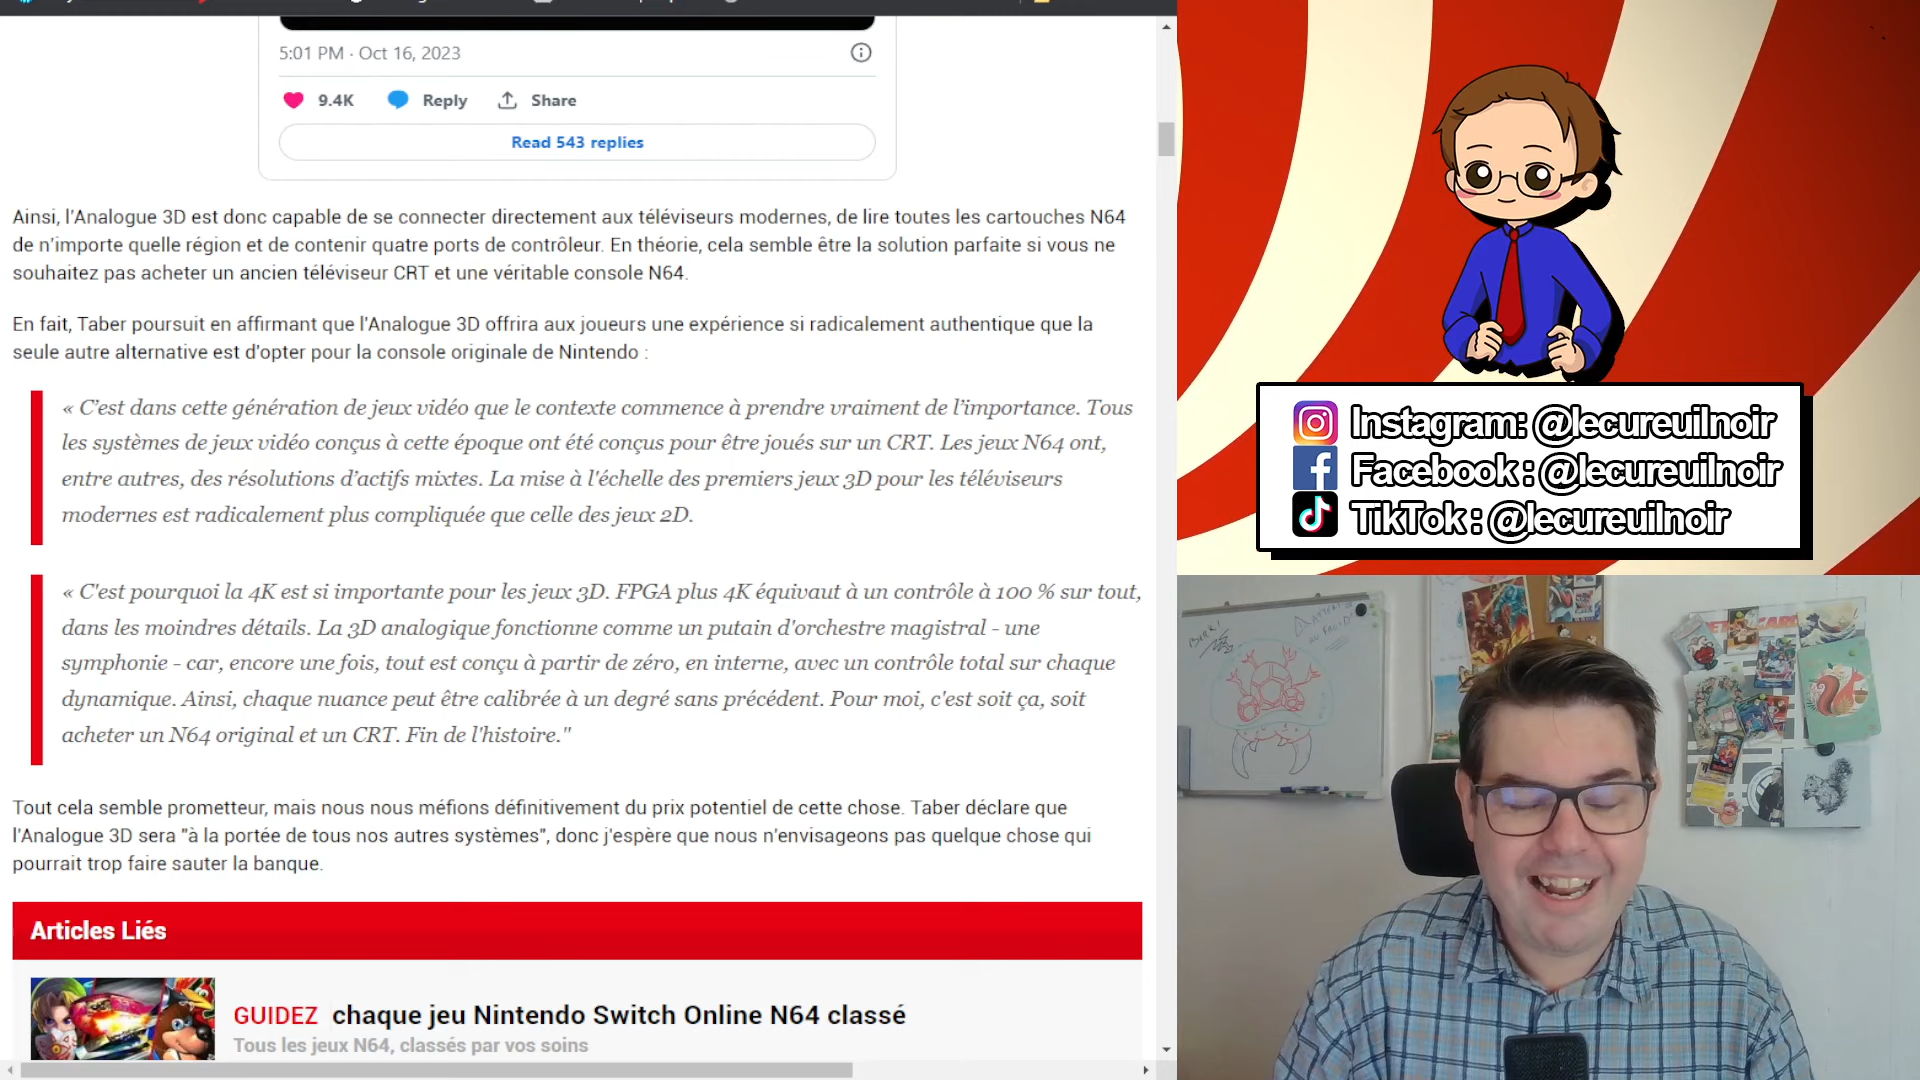 5:01 PM · Oct 16, 2023
9.4K Reply Share
Read 543 replies
Ainsi, l'Analogue 3D est donc capable de se connecter directement aux téléviseurs modernes, de lire toutes les cartouches N64
de n'importe quelle région et de contenir quatre ports de contrôleur. En théorie, cela semble être la solution parfaite si vous ne
souhaitez pas acheter un ancien téléviseur CRT et une véritable console N64.
En fait, Taber poursuit en affirmant que l'Analogue 3D offrira aux joueurs une expérience si radicalement authentique que la
seule autre alternative est d'opter pour la console originale de Nintendo :
« C’est dans cette génération de jeux vidéo que le contexte commence à prendre vraiment de l’importance. Tous
les systèmes de jeux vidéo conçus à cette époque ont été conçus pour être joués sur un CRT. Les jeux N64 ont,
entre autres, des résolutions d’actifs mixtes. La mise à l'échelle des premiers jeux 3D pour les téléviseurs
modernes est radicalement plus compliquée que celle des jeux 2D.
« C'est pourquoi la 4K est si importante pour les jeux 3D. FPGA plus 4K équivaut à un contrôle à 100 % sur tout,
dans les moindres détails. La 3D analogique fonctionne comme un putain d'orchestre magistral - une
symphonie - car, encore une fois, tout est conçu à partir de zéro, en interne, avec un contrôle total sur chaque
dynamique. Ainsi, chaque nuance peut être calibrée à un degré sans précédent. Pour moi, c'est soit ça, soit
acheter un N64 original et un CRT. Fin de l'histoire."
Tout cela semble prometteur, mais nous nous méfions définitivement du prix potentiel de cette chose. Taber déclare que
l'Analogue 3D sera "à la portée de tous nos autres systèmes", donc j'espère que nous n'envisageons pas quelque chose qui
pourrait trop faire sauter la banque.
Articles Liés
GUIDEZ chaque jeu Nintendo Switch Online N64 classé
Tous les jeux N64, classés par vos soins
Instagram: @lecureuilnoir
Facebook : @lecureuilnoir
TikTok : @lecureuilnoir